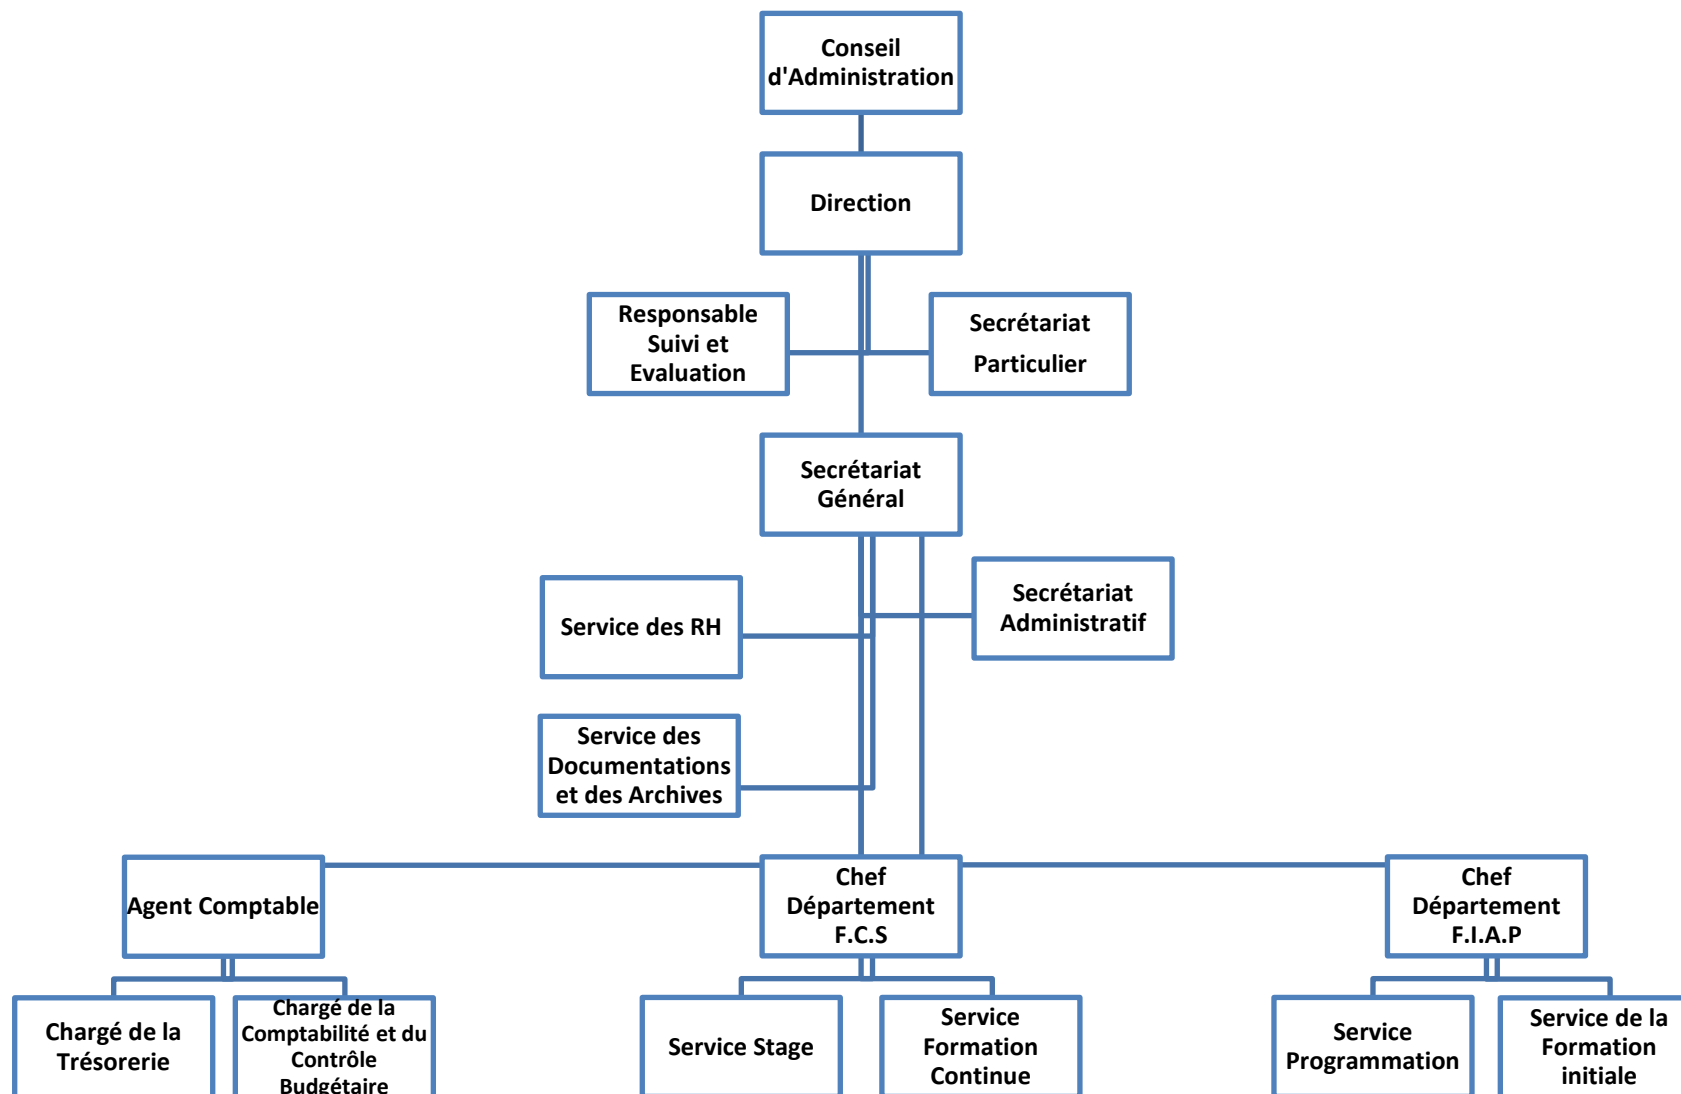 Conseil
d'Administration
Direction
Responsable
Suivi et
Evaluation
Secrétariat
Particulier
Secrétariat
Général
Service des RH
Secrétariat
Administratif
Service des
Documentations
et des Archives
Agent Comptable
Chef
Département
F.C.S
Chef
Département
F.I.A.P
Chargé de la
Trésorerie
Chargé de la
Comptabilité et du
Contrôle
Budgétaire
Service Stage
Service
Formation
Continue
Service
Programmation
Service de la
Formation
initiale